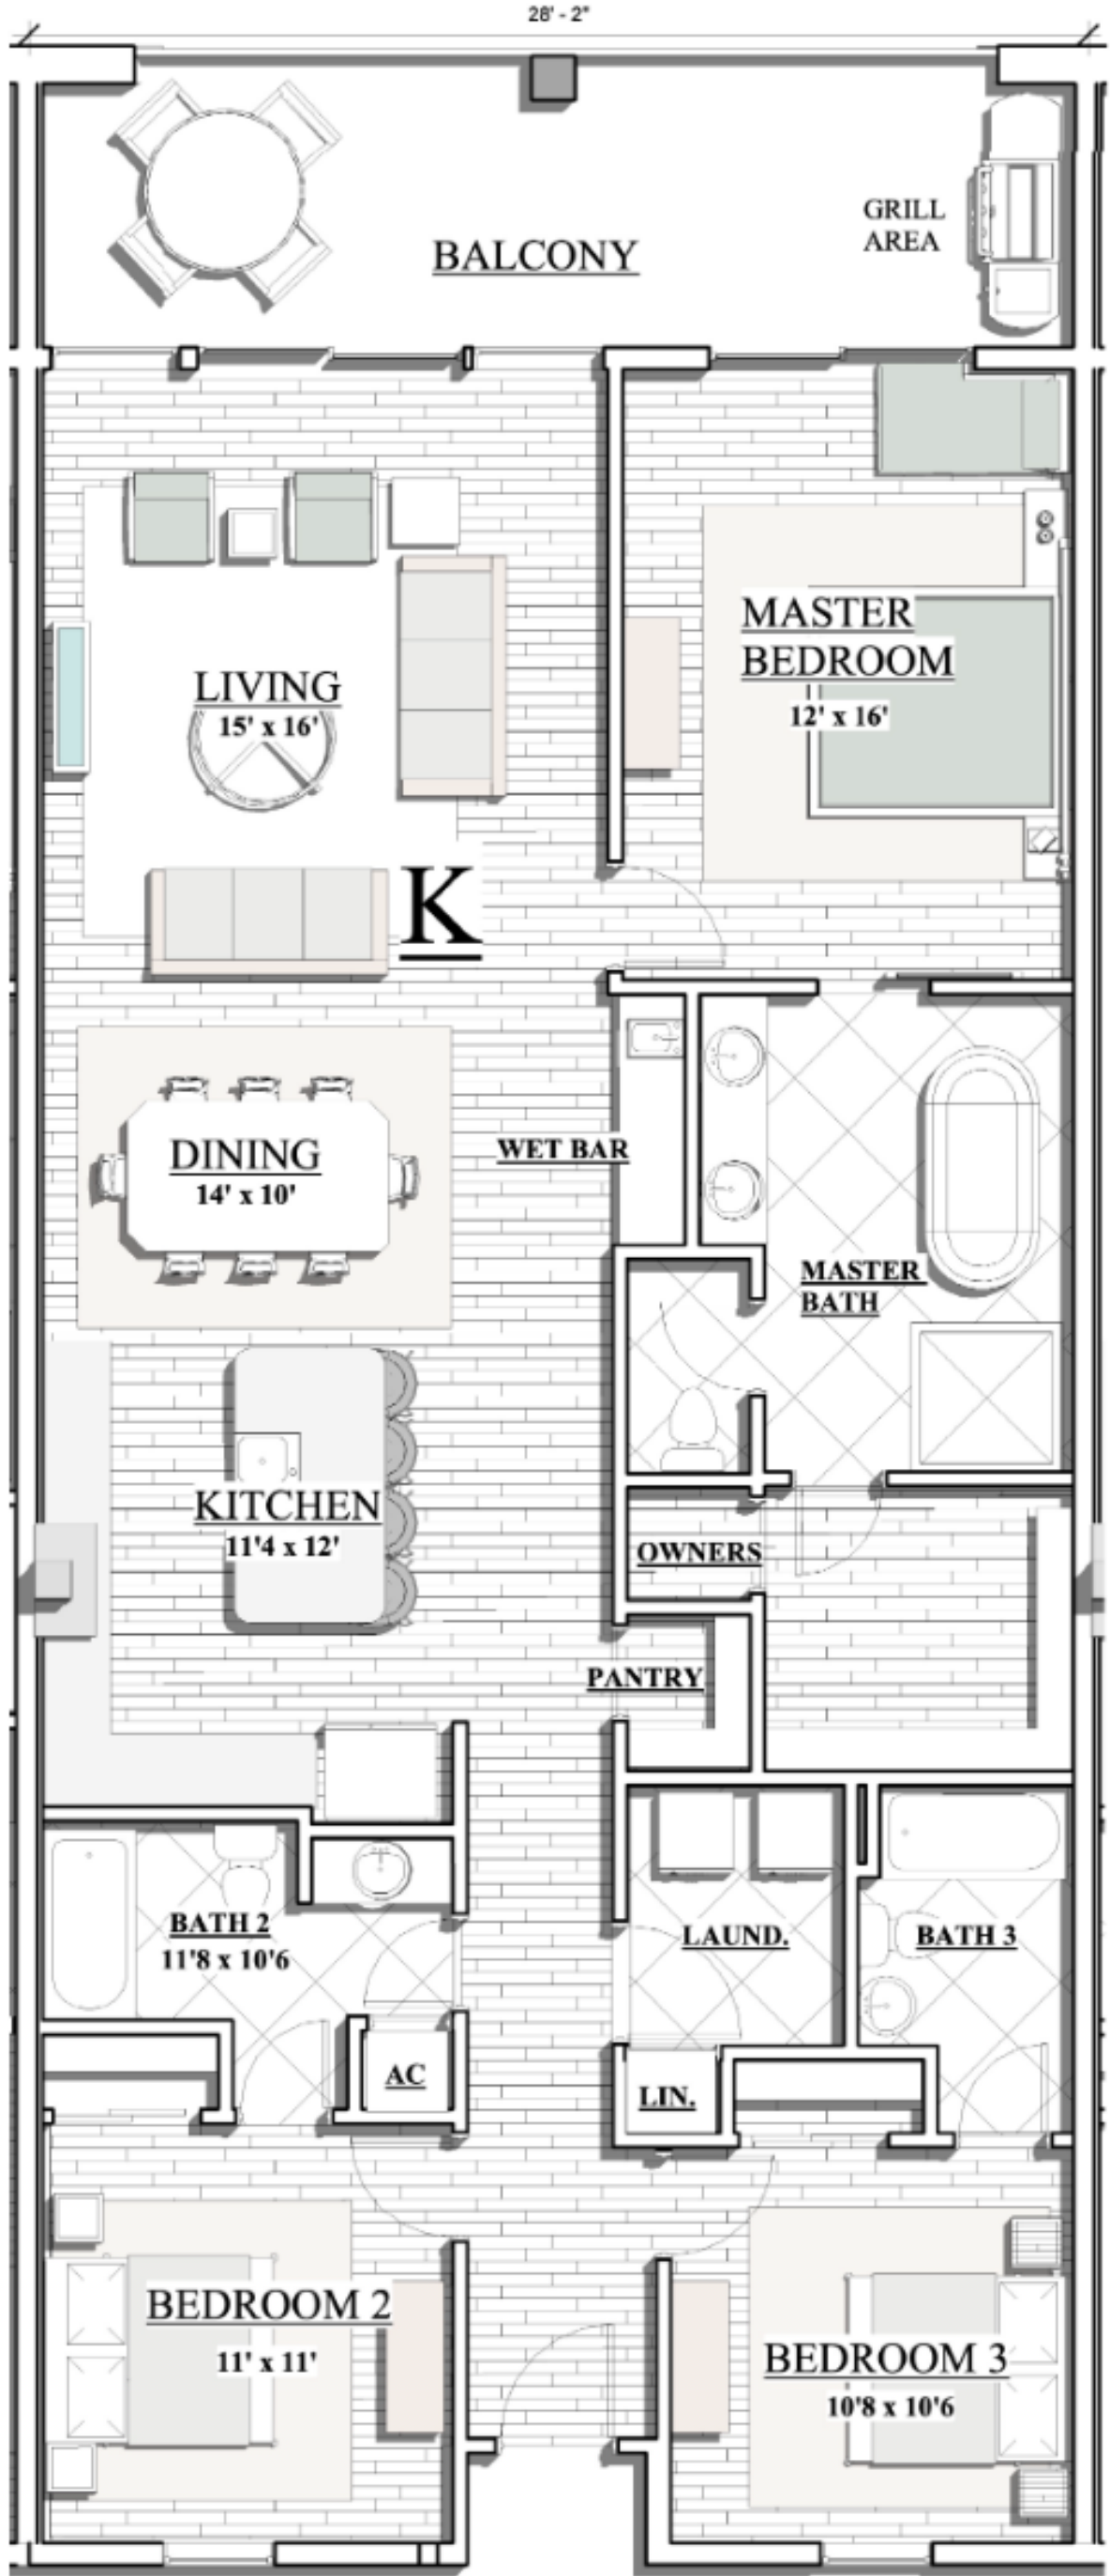 28' - 2"
GRILL
AREA
BALCONY
MASTER
BEDROOM
12' x 16'
LIVING
15' x 16'
K
DINING
14' x 10'
WET BAR
MASTER
BATH
KITCHEN
11'4 x 12'
OWNERS
PANTRY
BATH 2
11'8 x 10'6
LAUND.
BATH 3
AC
LIN.
BEDROOM 2
11' x 11'
BEDROOM 3
10'8 x 10'6